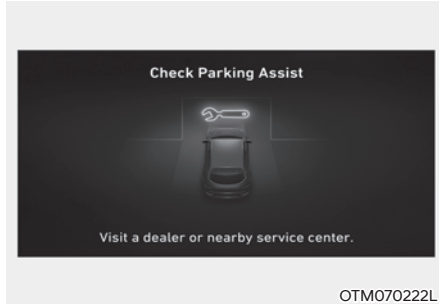 Check Parking Assist
Visit a dealer or nearby service center.
OTM070222L